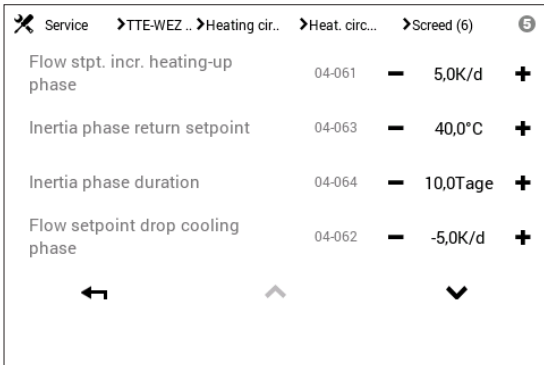 Service >TTE-WEZ .. >Heating cir.. >Heat. circ... >Screed (6) 5
Flow stpt. incr. heating-up
phase 04-061 − 5,0K/d +
Inertia phase return setpoint 04-063 − 40,0°C +
Inertia phase duration 04-064 − 10,0Tage +
Flow setpoint drop cooling
phase 04-062 − -5,0K/d +